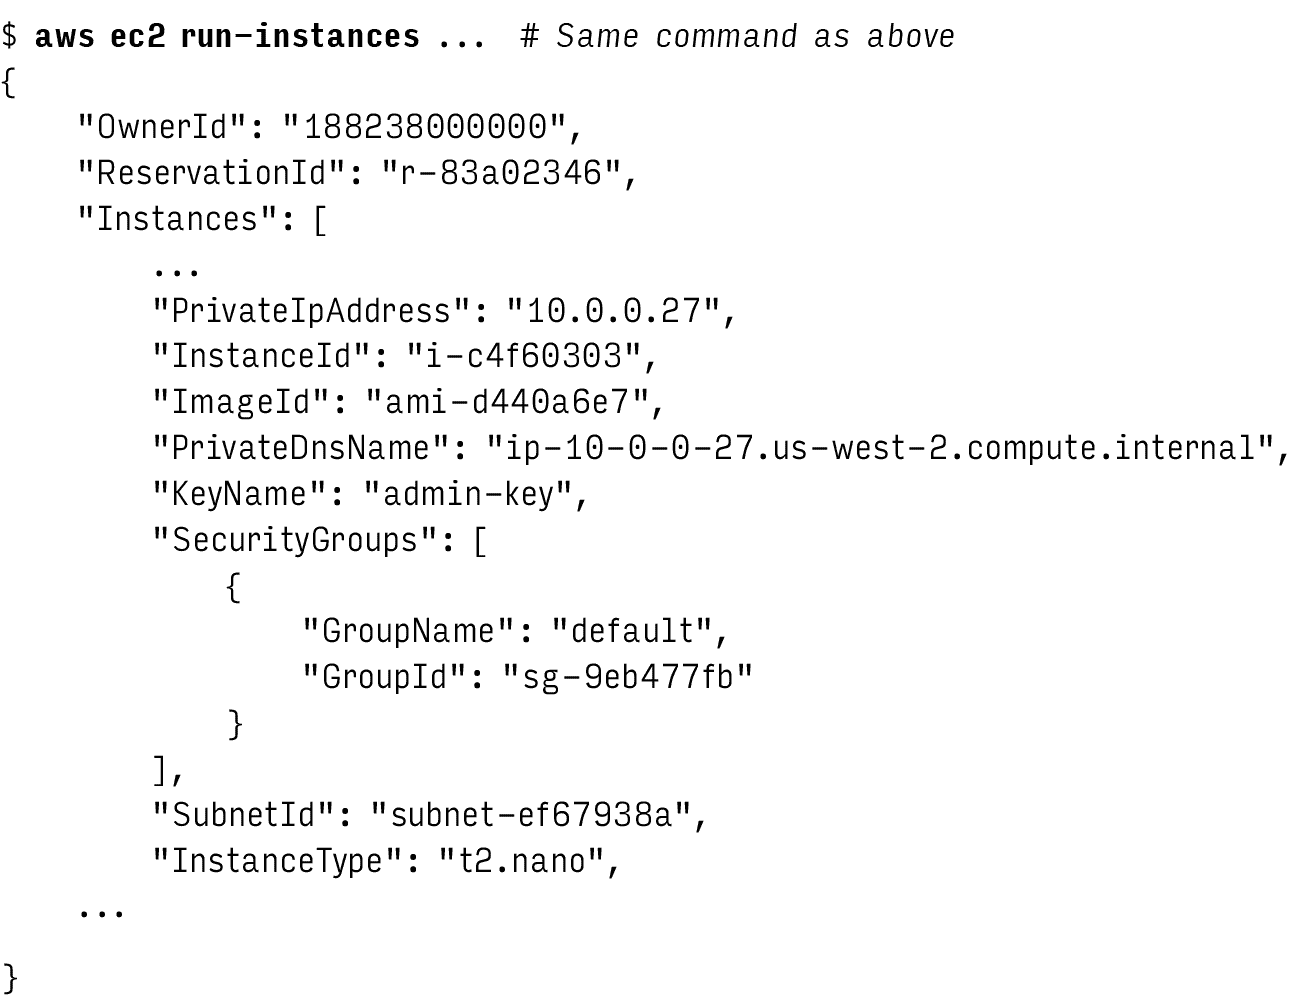 $ aws ec2 run-instances ... # Same command as above
{
    "OwnerId": "188238000000",
    "ReservationId": "r-83a02346",
    "Instances": [
        ...
        "PrivateIpAddress": "10.0.0.27",
        "InstanceId": "i-c4f60303",
        "ImageId": "ami-d440a6e7",
        "PrivateDnsName": "ip-10-0-0-27.us-west-2.compute.internal",
        "KeyName": "admin-key",
        "SecurityGroups": [
            {
                "GroupName": "default",
                "GroupId": "sg-9eb477fb"
            }
        ],
        "SubnetId": "subnet-ef67938a",
        "InstanceType": "t2.nano",
    ...
}